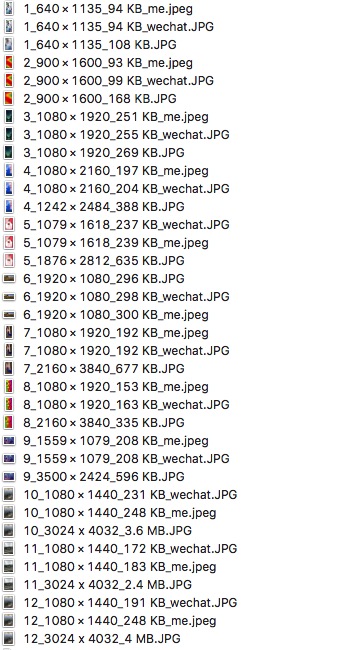 1_640 × 1135_94 KB_me.jpeg
1_640 × 1135_94 KB_wechat.JPG
1_640 × 1135_108 KB.JPG
2_900 × 1600_93 KB_me.jpeg
2_900 × 1600_99 KB_wechat.JPG
2_900 × 1600_168 KB.JPG
3_1080 × 1920_251 KB_me.jpeg
3_1080 × 1920_255 KB_wechat.JPG
3_1080 × 1920_269 KB.JPG
4_1080 × 2160_197 KB_me.jpeg
4_1080 × 2160_204 KB_wechat.JPG
4_1242 × 2484_388 KB.JPG
5_1079 × 1618_237 KB_wechat.JPG
5_1079 × 1618_239 KB_me.jpeg
5_1876 × 2812_635 KB.JPG
6_1920 × 1080_296 KB_me.jpeg
6_1920 × 1080_298 KB_wechat.JPG
6_1920 × 1080_300 KB_me.jpeg
7_1080 × 1920_192 KB_me.jpeg
7_1080 × 1920_192 KB_wechat.JPG
7_2160 × 3840_677 KB.JPG
8_1080 × 1920_153 KB_me.jpeg
8_1080 × 1920_163 KB_wechat.JPG
8_2160 × 3840_335 KB.JPG
9_1559 × 1079_208 KB_me.jpeg
9_1559 × 1079_208 KB_wechat.JPG
9_3500 × 2424_596 KB.JPG
10_1080 × 1440_231 KB_wechat.JPG
10_1080 × 1440_248 KB_me.jpeg
10_3024 x 4032_3.6 MB.JPG
11_1080 × 1440_172 KB_wechat.JPG
11_1080 × 1440_183 KB_me.jpeg
11_3024 x 4032_2.4 MB.JPG
12_1080 × 1440_191 KB_wechat.JPG
12_1080 × 1440_248 KB_me.jpeg
12_3024 x 4032_4 MB.JPG